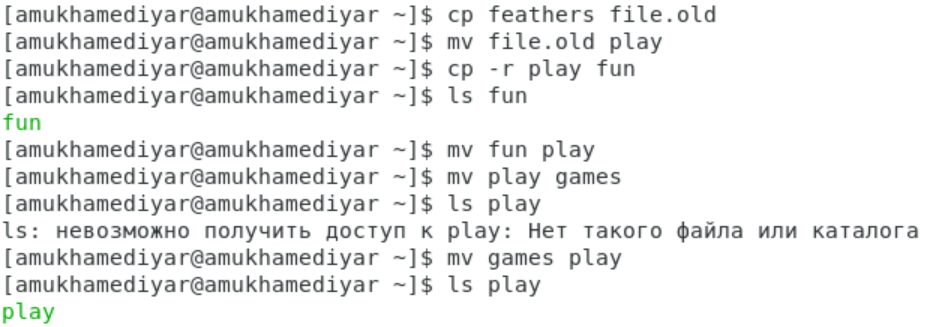 [amukhamediyar@amukhamediyar ~]$ cp feathers file.old
[amukhamediyar@amukhamediyar ~]$ mv file.old play
[amukhamediyar@amukhamediyar ~]$ cp -r play fun
[amukhamediyar@amukhamediyar ~]$ ls fun
fun
[amukhamediyar@amukhamediyar ~]$ mv fun play
[amukhamediyar@amukhamediyar ~]$ mv play games
[amukhamediyar@amukhamediyar ~]$ ls play
ls: невозможно получить доступ к play: Нет такого файла или каталога
[amukhamediyar@amukhamediyar ~]$ mv games play
[amukhamediyar@amukhamediyar ~]$ ls play
play